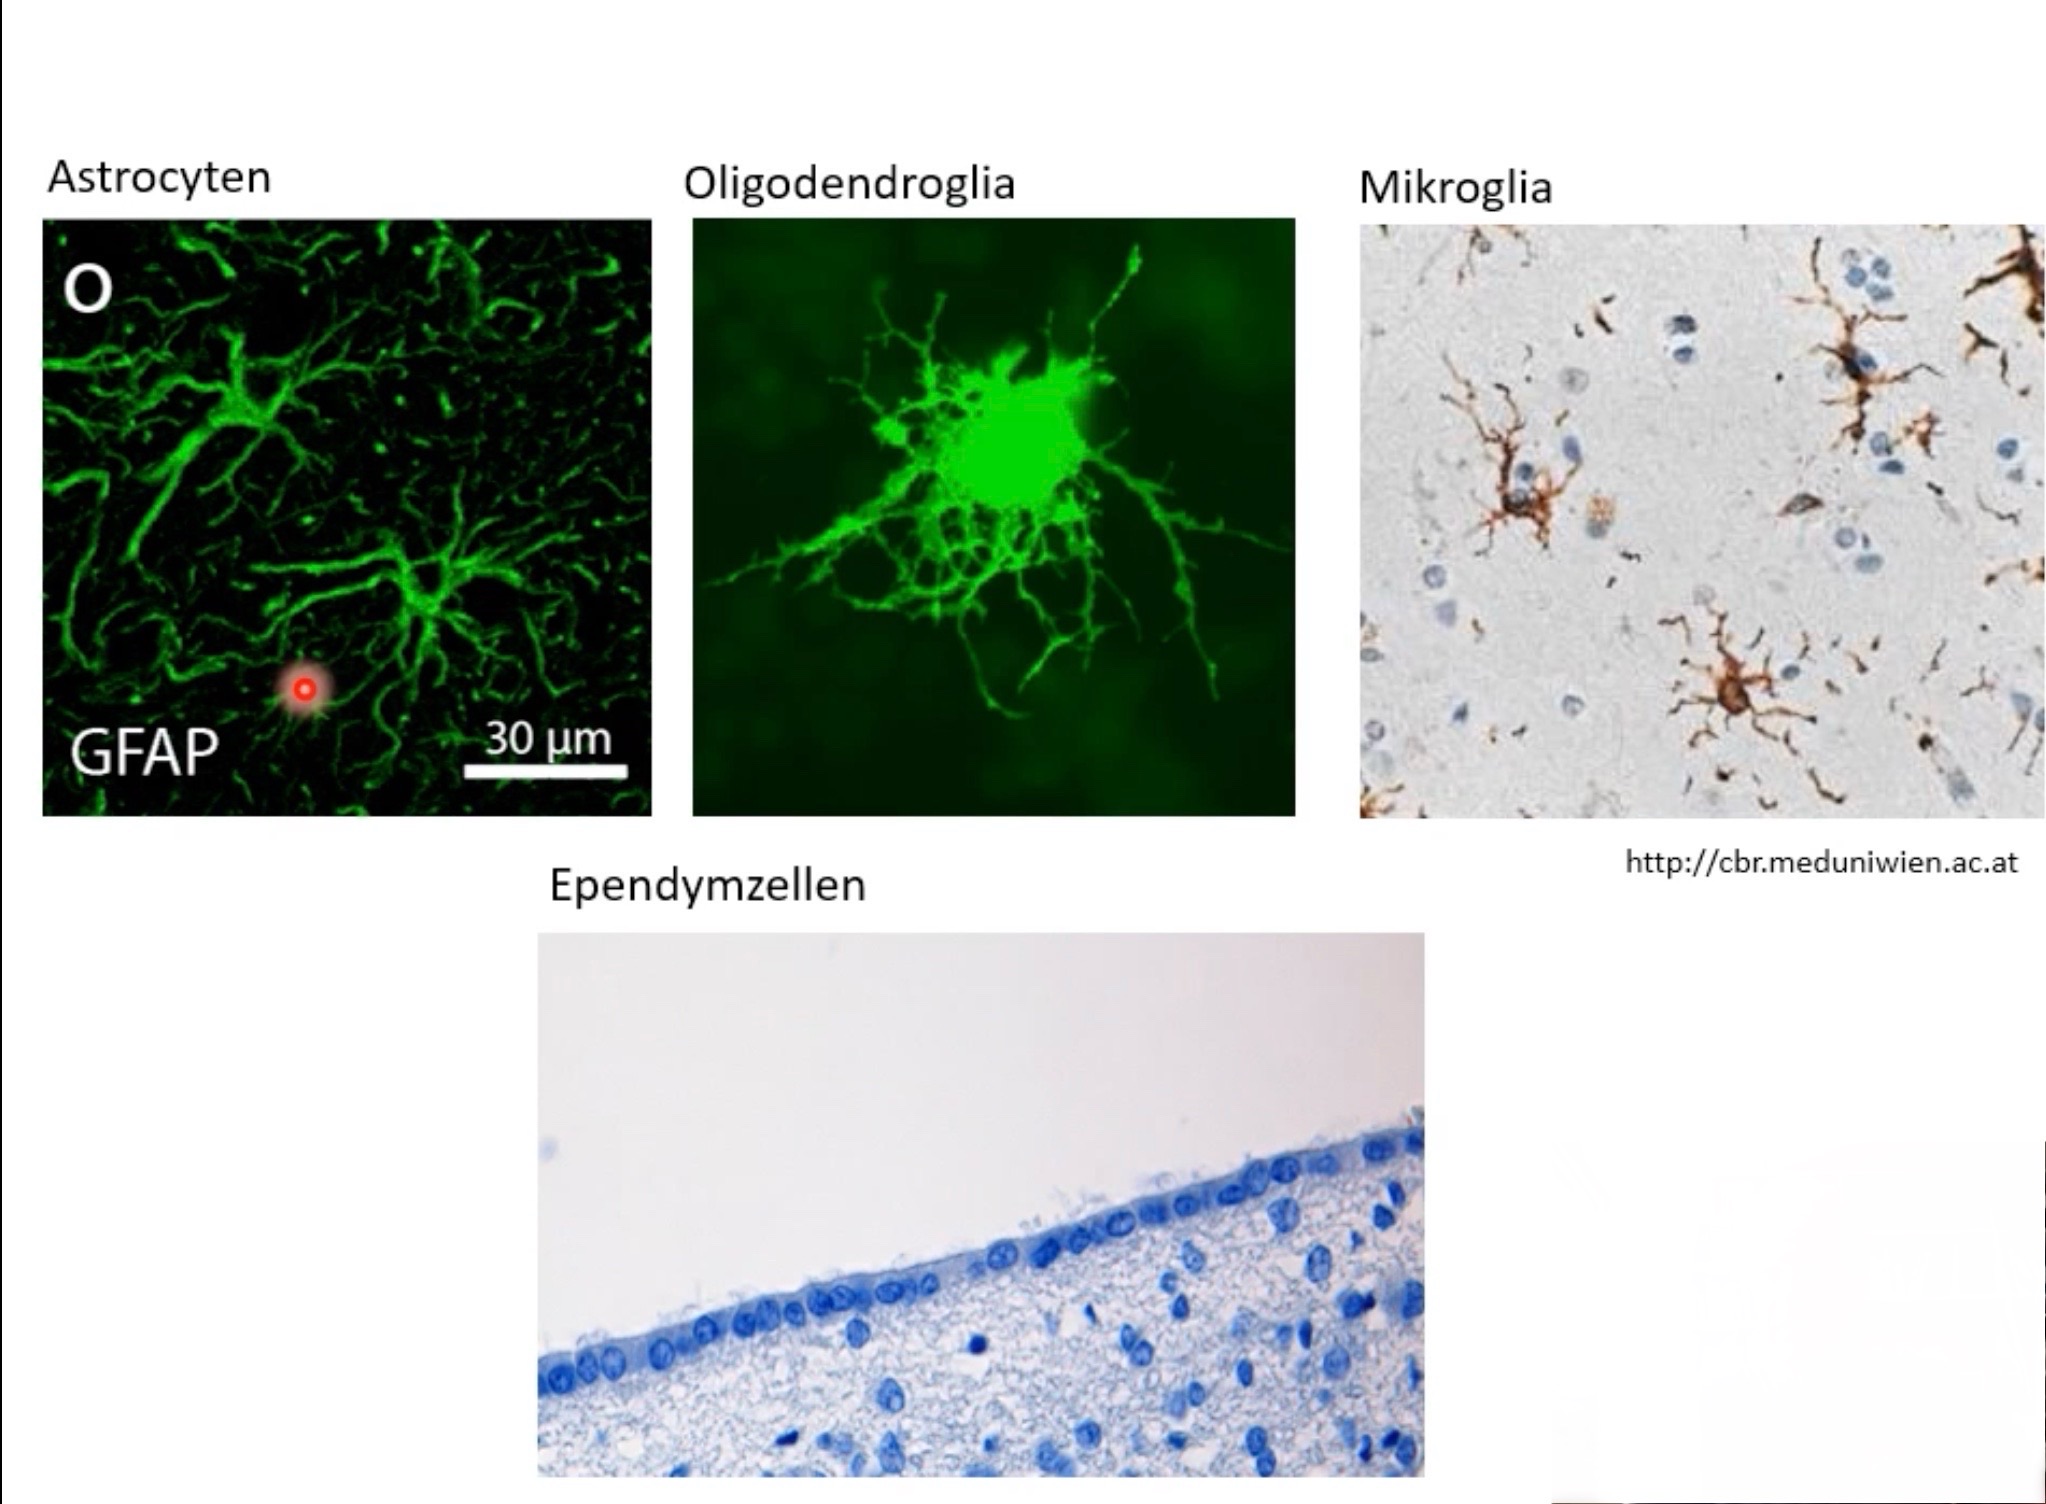 Astrocyten
Oligodendroglia
Mikroglia
O
GFAP
30 µm
http://cbr.meduniwien.ac.at
Ependymzellen